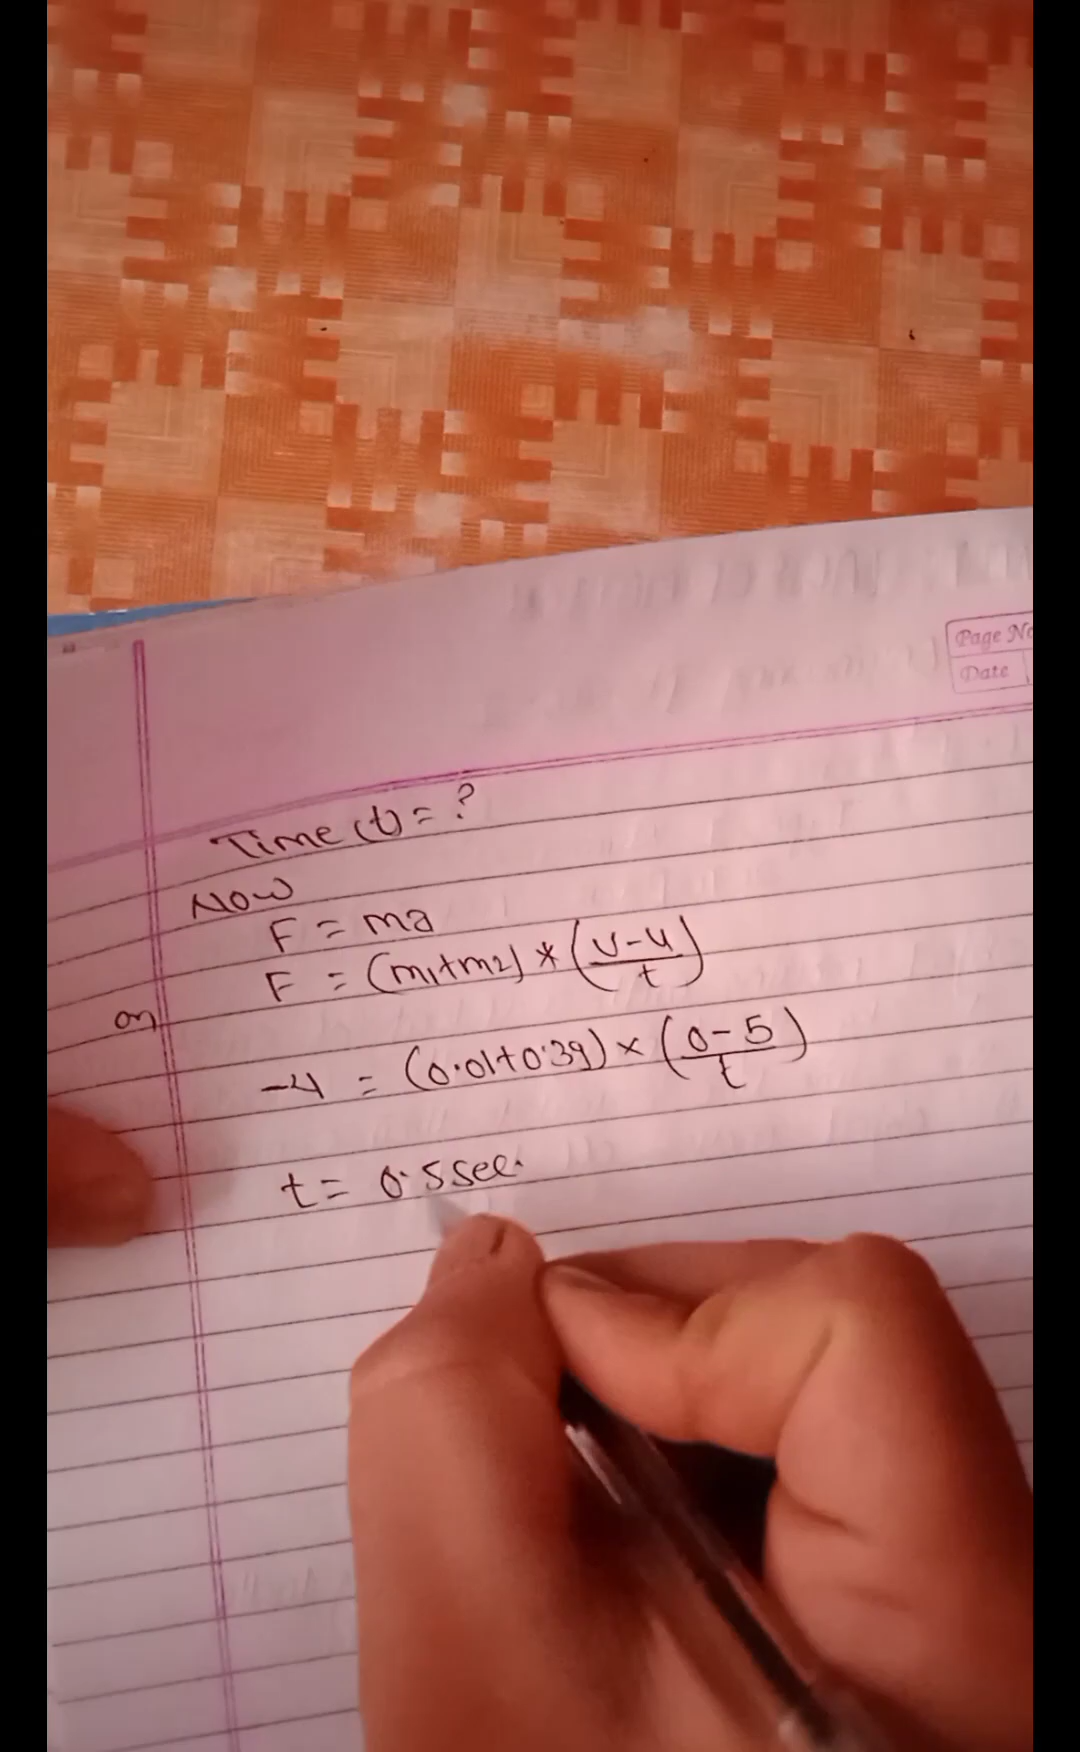 Page No
Date
Time (t) = ?
Now
F = ma
F = (m1+m2) * (v-u/t)
or
-4 = (0.01+0.39) × (0-5/t)
t = 0.5 sec.